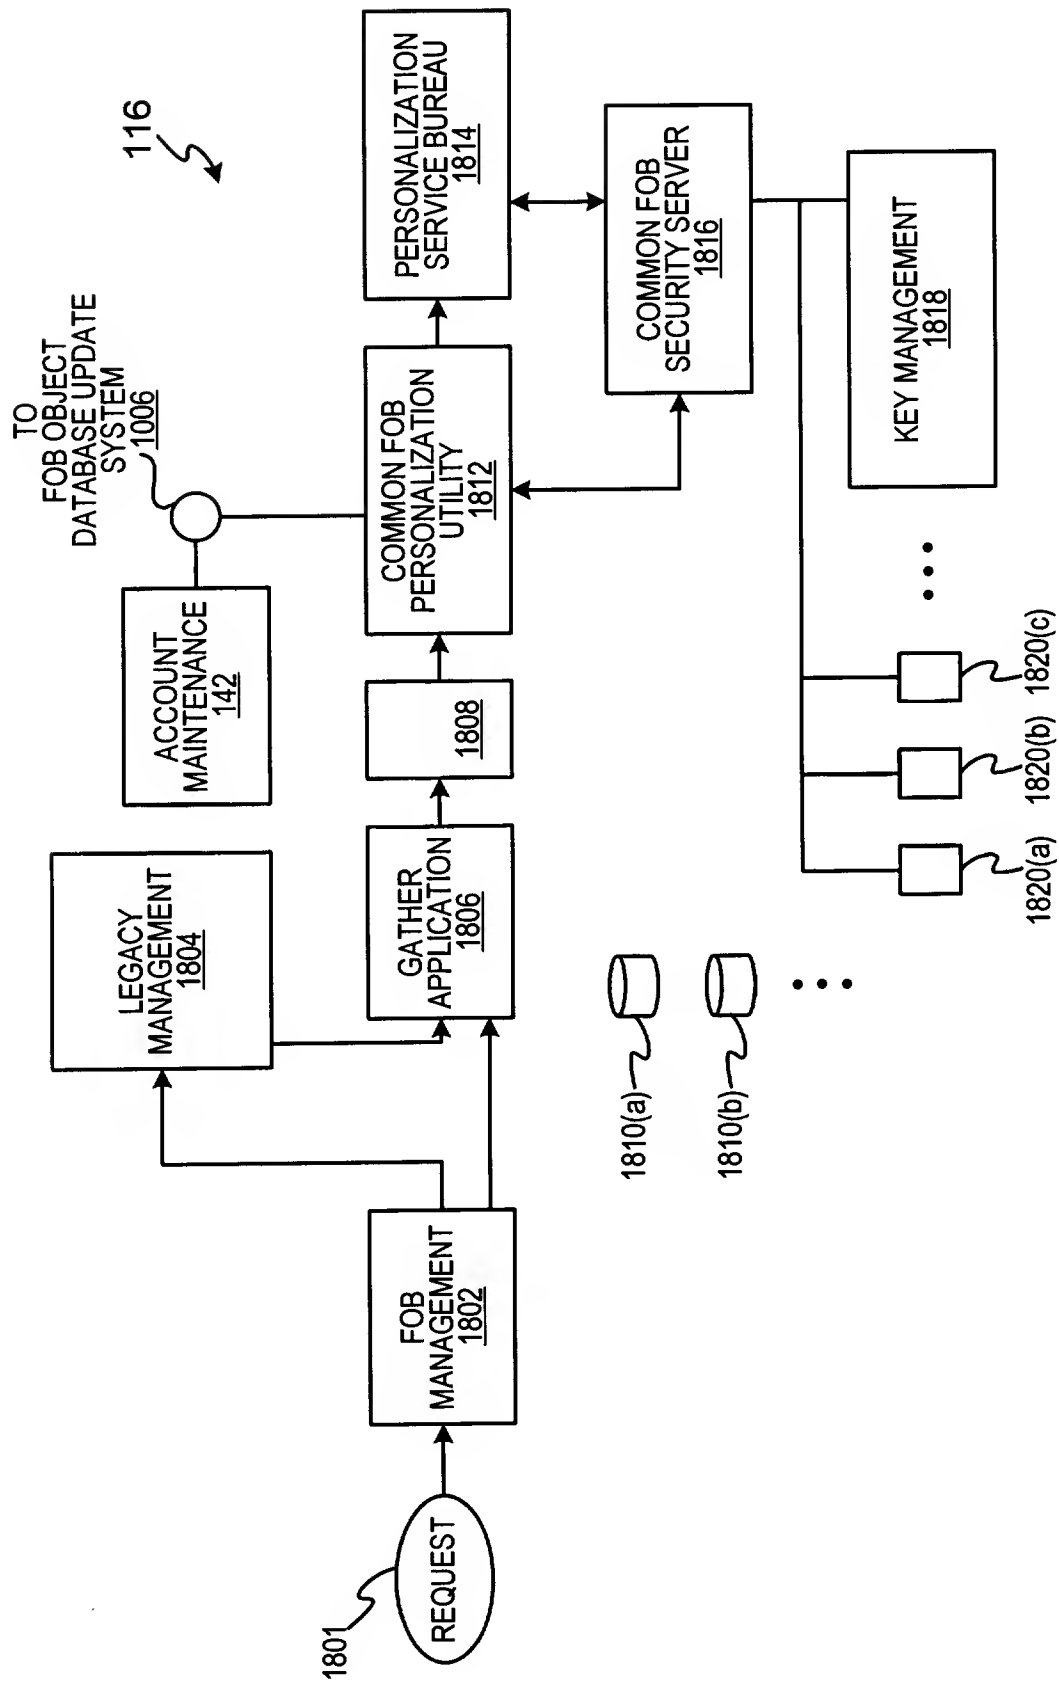 116
TO
FOB OBJECT
DATABASE UPDATE
SYSTEM
1006
ACCOUNT
MAINTENANCE
142
LEGACY
MANAGEMENT
1804
1801
REQUEST
FOB
MANAGEMENT
1802
GATHER
APPLICATION
1806
1808
COMMON FOB
PERSONALIZATION
UTILITY
1812
PERSONALIZATION
SERVICE BUREAU
1814
COMMON FOB
SECURITY SERVER
1816
KEY MANAGEMENT
1818
1810(a)
1810(b)
1820(a)
1820(b)
1820(c)